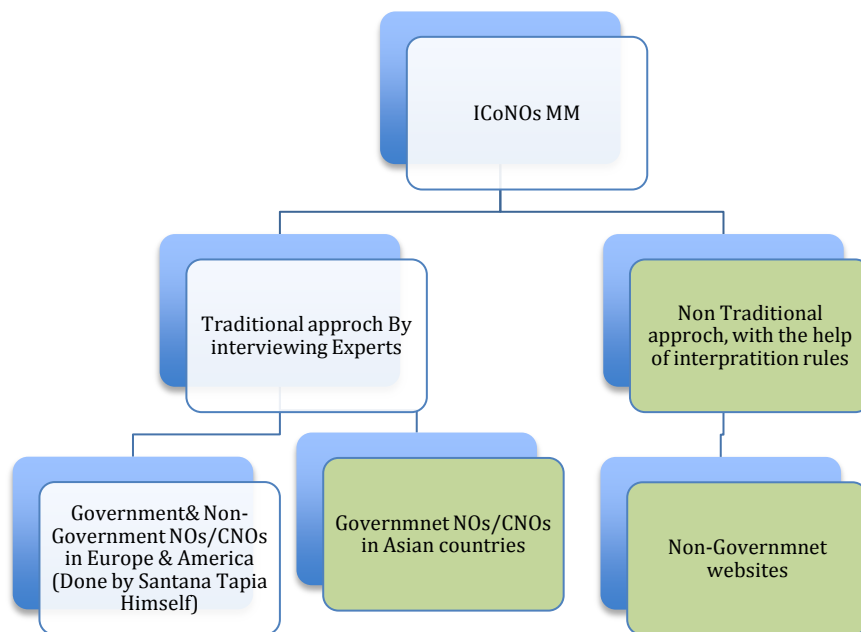 ICoNOs MM
Traditional approch By
interviewing Experts
Non Traditional
approch, with the help
of interpratition rules
Government& Non-
Government NOs/CNOs
in Europe & America
(Done by Santana Tapia
Himself)
Governmnet NOs/CNOs
in Asian countries
Non-Governmnet
websites